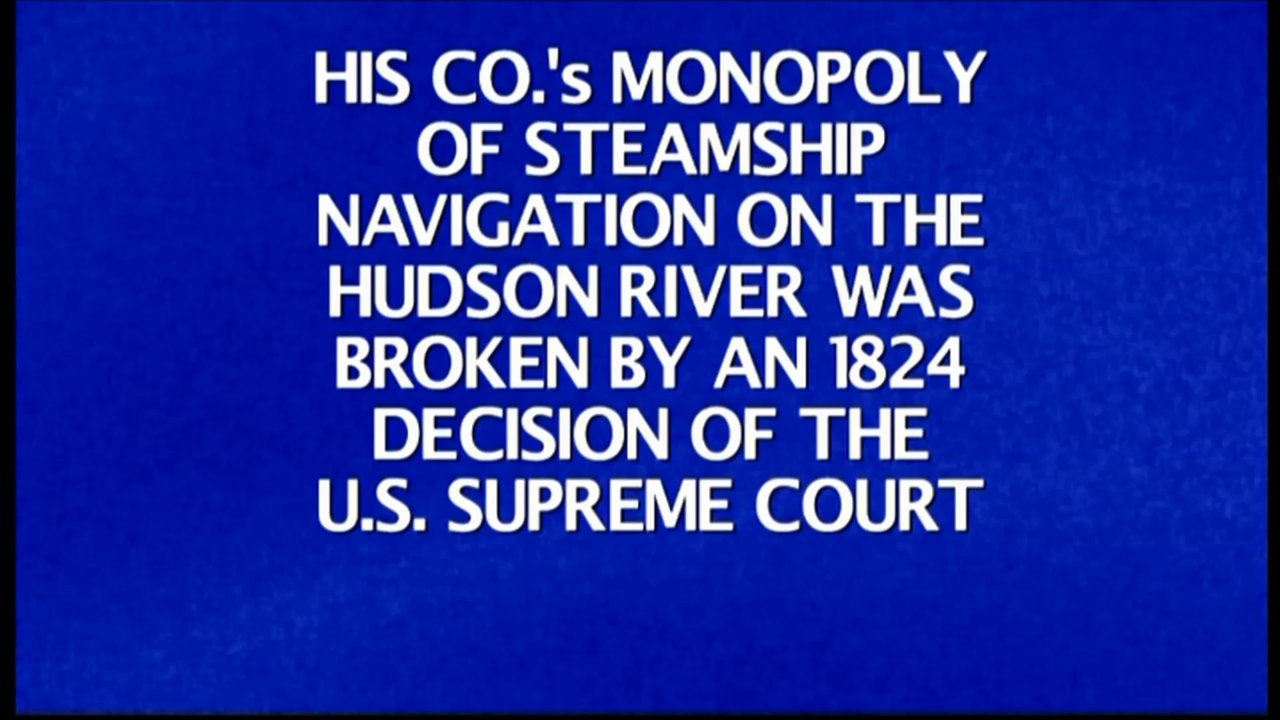 HIS CO.'s MONOPOLY
OF STEAMSHIP
NAVIGATION ON THE
HUDSON RIVER WAS
BROKEN BY AN 1824
DECISION OF THE
U.S. SUPREME COURT